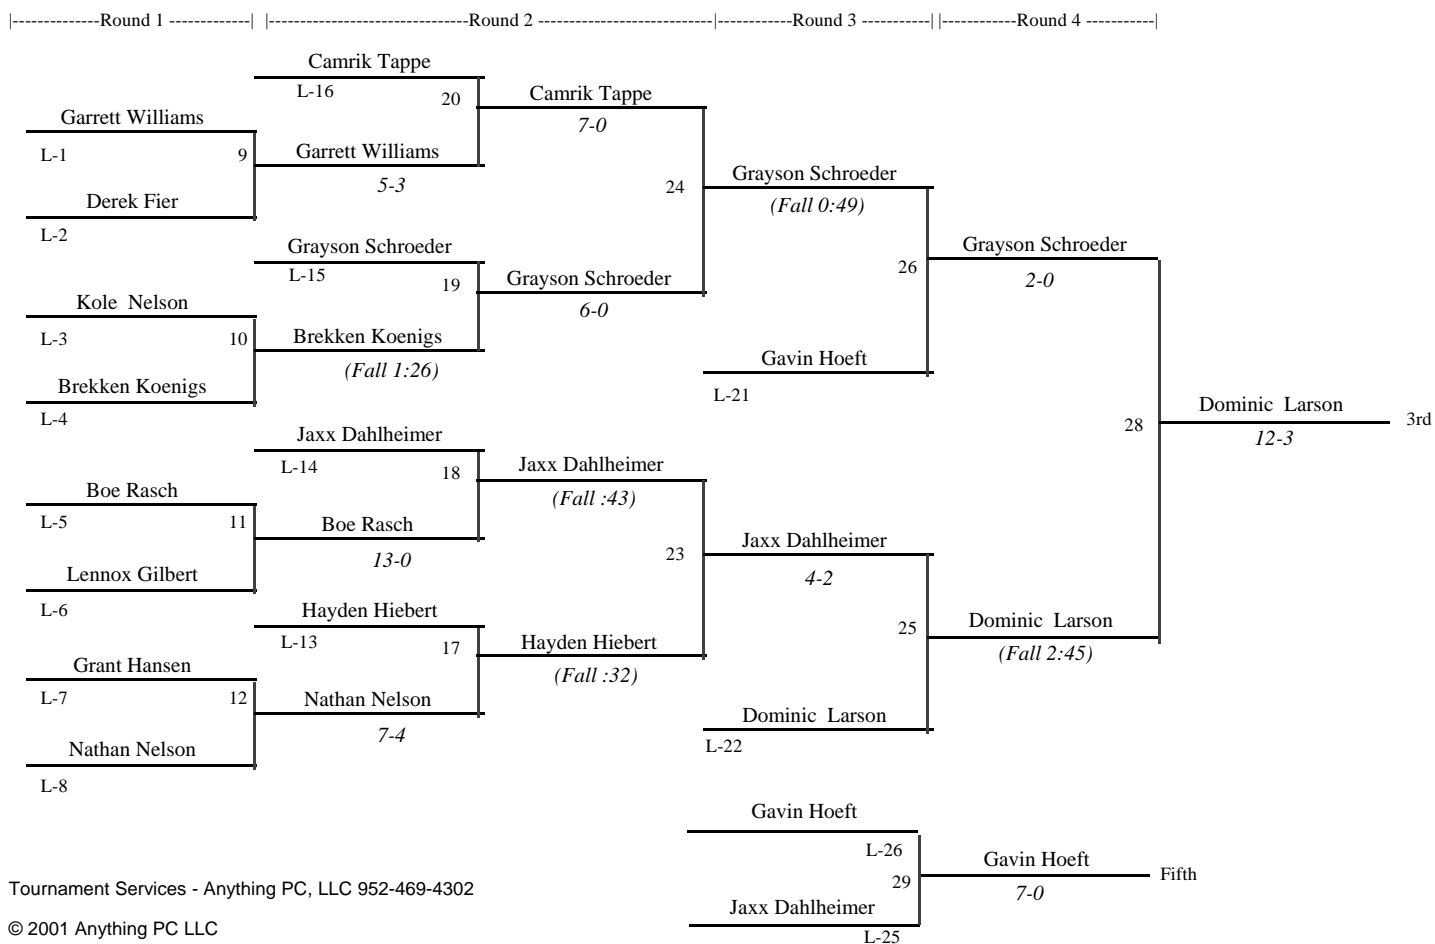 |--------------Round 1 -------------| |--------------------------------Round 2 ----------------------------|------------Round 3 -----------| |------------Round 4 -----------|
Camrik Tappe
L-16
20
Camrik Tappe
7-0
Garrett Williams
L-1
9
Garrett Williams
5-3
Derek Fier
L-2
24
Grayson Schroeder
(Fall 0:49)
Grayson Schroeder
L-15
19
Grayson Schroeder
6-0
Kole  Nelson
L-3
10
Brekken Koenigs
(Fall 1:26)
Brekken Koenigs
L-4
26
Grayson Schroeder
2-0
Gavin Hoeft
L-21
28
Dominic  Larson
12-3
3rd
Jaxx Dahlheimer
L-14
18
Jaxx Dahlheimer
(Fall :43)
Boe Rasch
L-5
11
Boe Rasch
13-0
Lennox Gilbert
L-6
23
Jaxx Dahlheimer
4-2
Hayden Hiebert
L-13
17
Hayden Hiebert
(Fall :32)
Grant Hansen
L-7
12
Nathan Nelson
7-4
Nathan Nelson
L-8
25
Dominic  Larson
(Fall 2:45)
Dominic  Larson
L-22
Gavin Hoeft
L-26
29
Gavin Hoeft
7-0
Fifth
Jaxx Dahlheimer
L-25
Tournament Services - Anything PC, LLC 952-469-4302
© 2001 Anything PC LLC